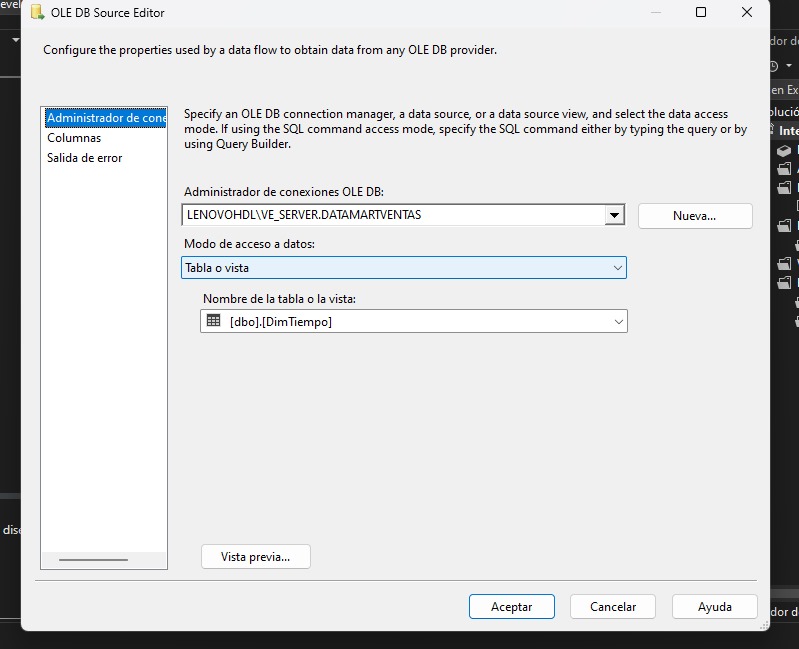 OLE DB Source Editor
Configure the properties used by a data flow to obtain data from any OLE DB provider.
Administrador de cone
Columnas
Salida de error
Specify an OLE DB connection manager, a data source, or a data source view, and select the data access
mode. If using the SQL command access mode, specify the SQL command either by typing the query or by
using Query Builder.
Administrador de conexiones OLE DB:
LENOVOHDL\VE_SERVER.DATAMARTVENTAS
Nueva...
Modo de acceso a datos:
Tabla o vista
Nombre de la tabla o la vista:
[dbo].[DimTiempo]
Vista previa...
Aceptar
Cancelar
Ayuda
dise
dor de
en Ex
olució
Inte
dor de